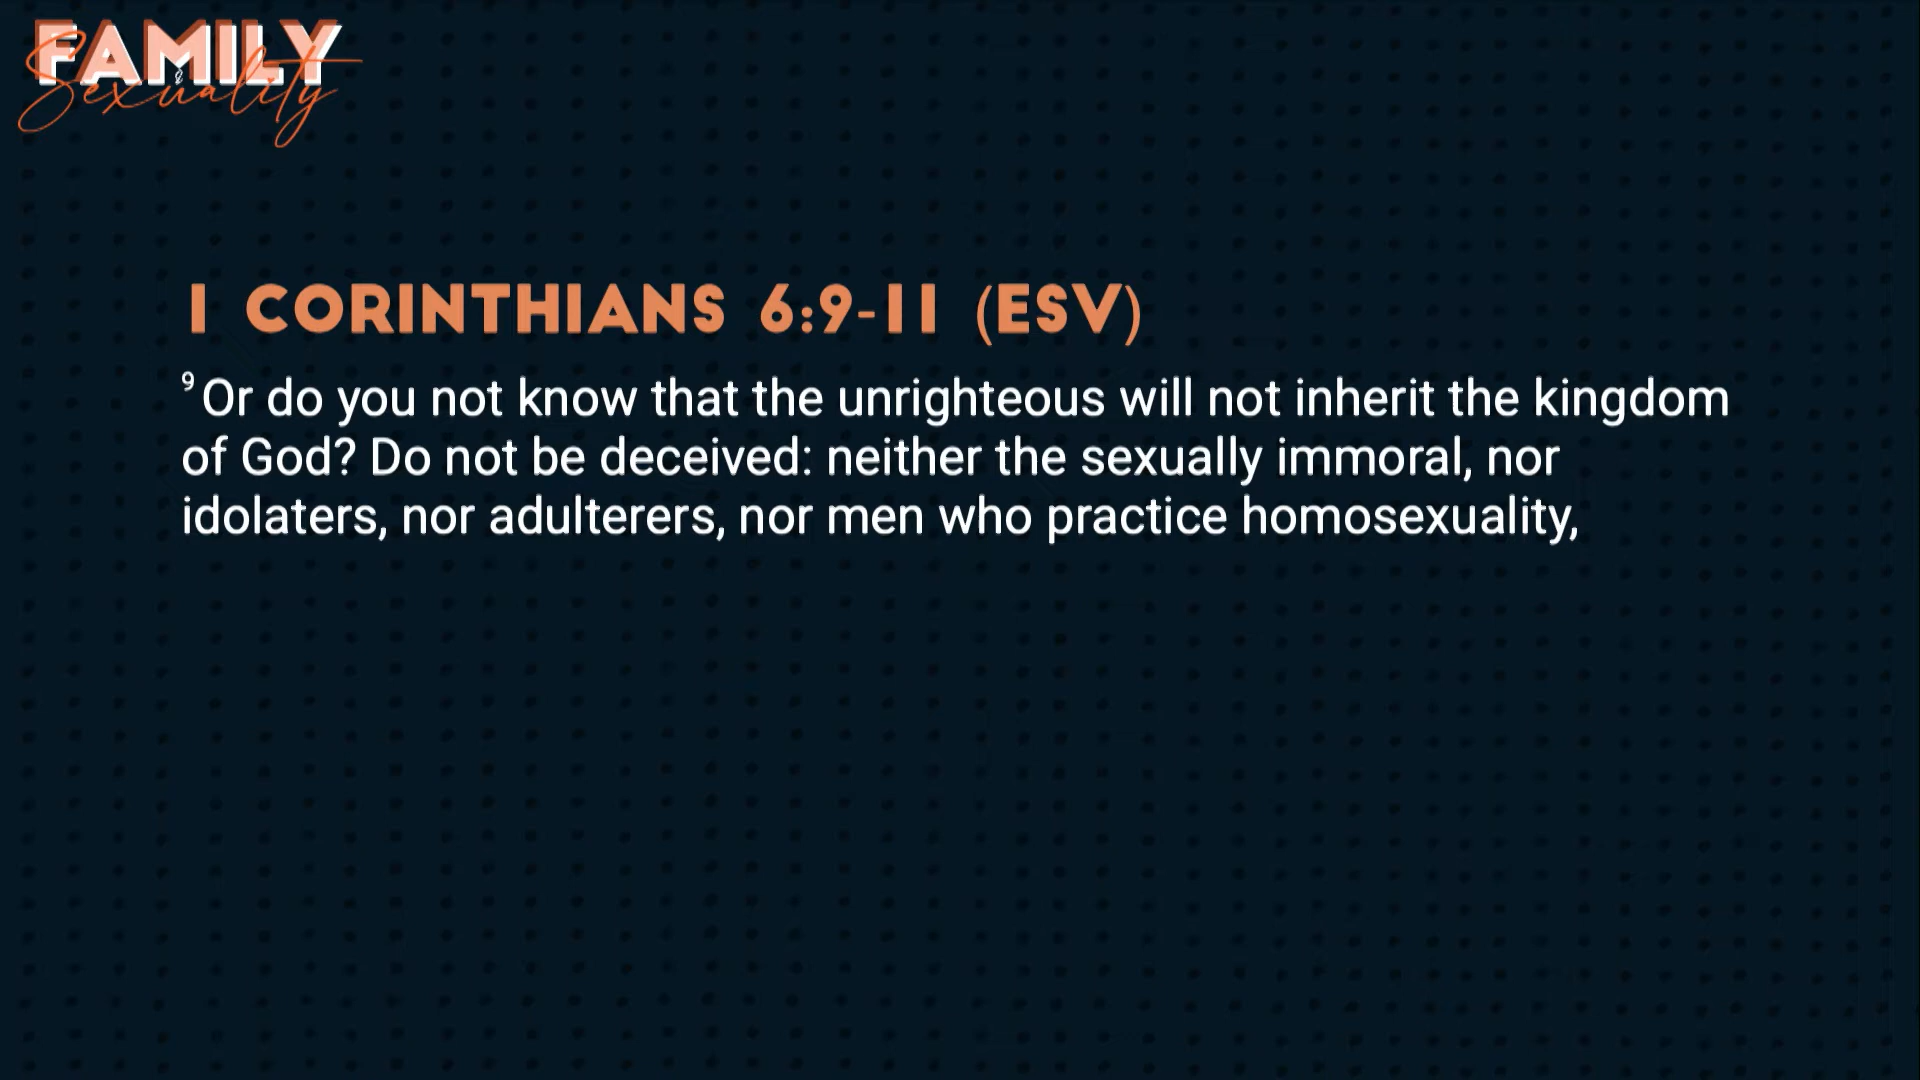 FAMILY
&
Sexuality
1 CORINTHIANS 6:9-11 (ESV)
9 Or do you not know that the unrighteous will not inherit the kingdom
of God? Do not be deceived: neither the sexually immoral, nor
idolaters, nor adulterers, nor men who practice homosexuality,